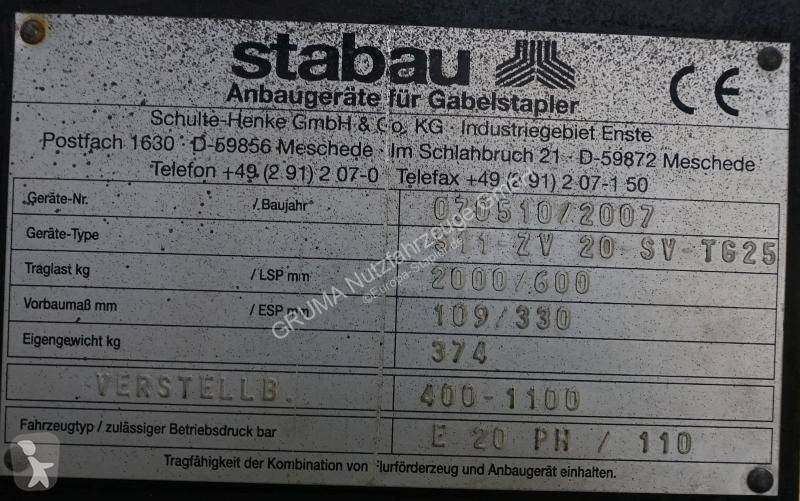 stabau
CE
Anbaugeräte für Gabelstapler
Schulte-Henke GmbH & Co. KG · Industriegebiet Enste
Postfach 1630 · D-59856 Meschede · Im Schlahbruch 21 · D-59872 Meschede
Telefon +49 (2 91) 2 07-0 Telefax +49 (2 91) 2 07-1 50
Geräte-Nr. /.Baujahr 070510/2007
Geräte-Type S11-ZV 20 SV-TG25
Traglast kg /LSP mm 2000/600
Vorbaumaß mm /ESP mm 109/330
Eigengewicht kg 374
VERSTELLB. 400-1100
Fahrzeugtyp / zulässiger Betriebsdruck bar E 20 PH / 110
Tragfähigkeit der Kombination von Flurförderzeug und Anbaugerät einhalten.
GRUMA Nutzfahrzeuge GmbH
©Europa-Stapler.de